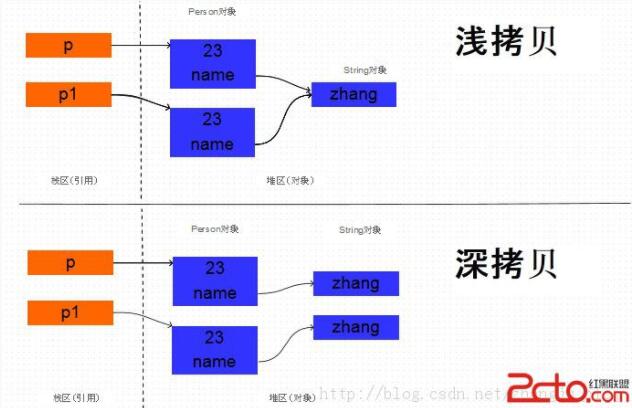 Person对象
浅拷贝
p
23
name
String对象
p1
zhang
23
name
栈区(引用)
堆区(对象)
Person对象
String对象
深拷贝
p
23
name
zhang
p1
zhang
23
name
http://blog.csdn.net/
栈区(引用)
堆区(对象)
2cto.com
红黑联盟